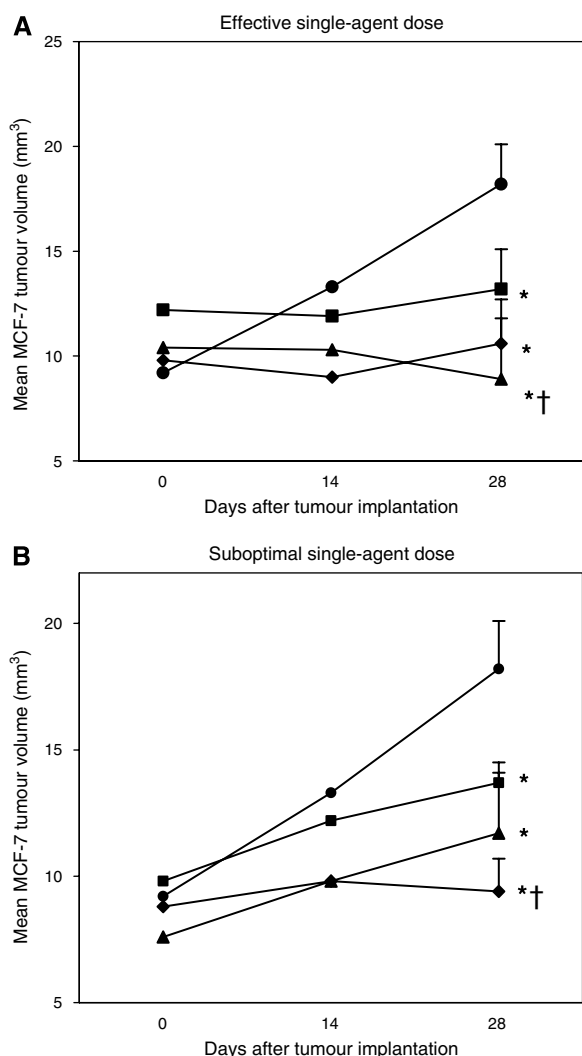 A
Effective single-agent dose
Mean MCF-7 tumour volume (mm³)
25
20
15
10
5
*
*
*†
0 14 28
Days after tumour implantation
B
Suboptimal single-agent dose
Mean MCF-7 tumour volume (mm³)
20
15
10
5
*
*
*†
0 14 28
Days after tumour implantation